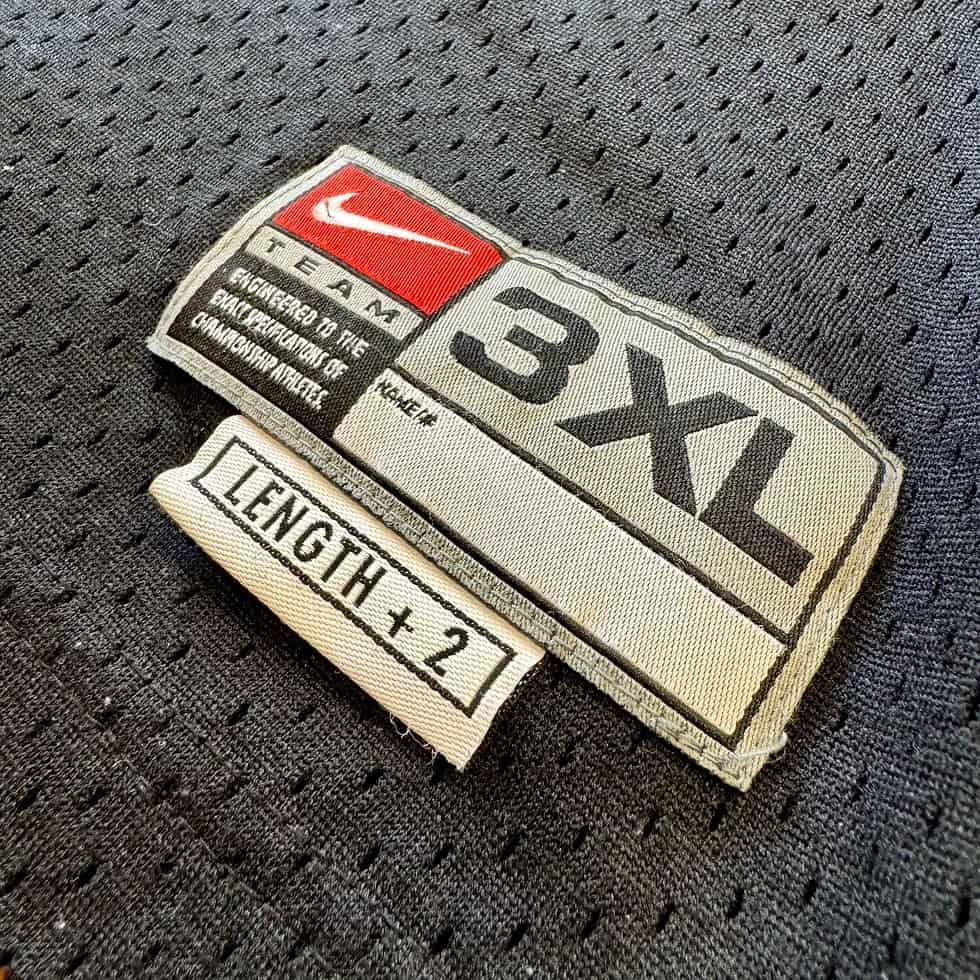 TEAM
ENGINEERED TO THE
EXACT SPECIFICATIONS OF
CHAMPIONSHIP ATHLETES.
3XL
NAME/#
LENGTH + 2